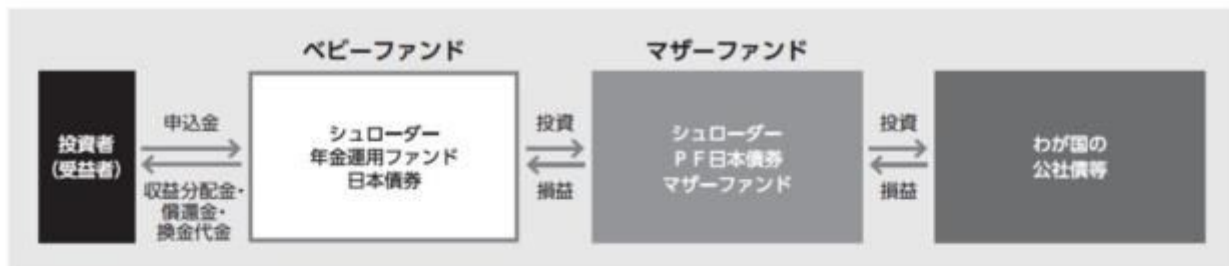 ベビーファンド
マザーファンド
投資者
(受益者)
申込金
収益分配金・
償還金・
換金代金
シュローダー
年金運用ファンド
日本債券
投資
損益
シュローダー
PF日本債券
マザーファンド
投資
損益
わが国の
公社債等